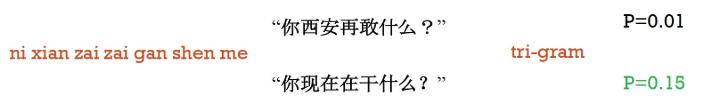 “你西安再敢什么？” P=0.01
ni xian zai zai gan shen me tri-gram
“你现在在干什么？” P=0.15